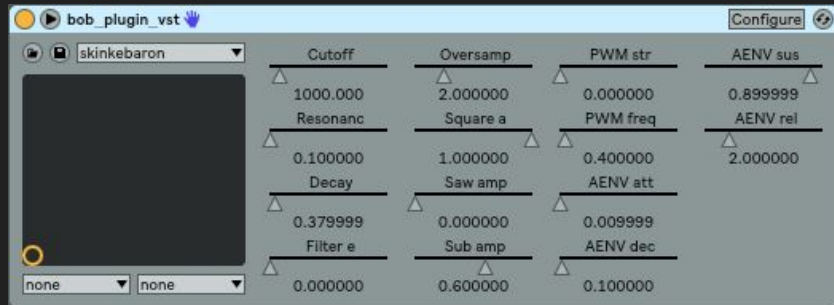 bob_plugin_vst Configure
skinkebaron
Cutoff Oversamp PWM str AENV sus
1000.000 2.000000 0.000000 0.899999
Resonanc Square a PWM freq AENV rel
0.100000 1.000000 0.400000 2.000000
Decay Saw amp AENV att
0.379999 0.000000 0.009999
Filter e Sub amp AENV dec
0.000000 0.600000 0.100000
none none